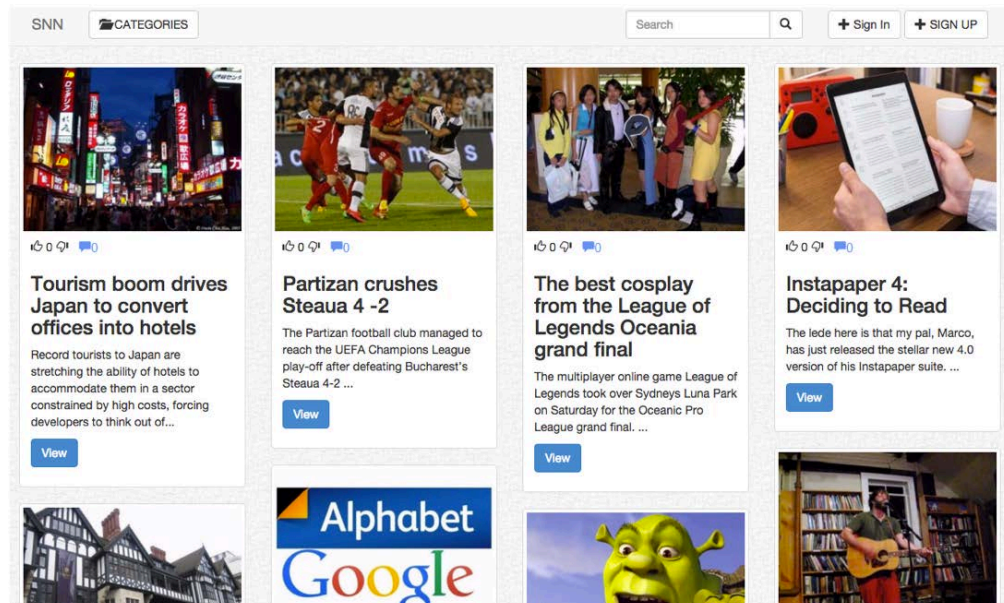 SNN
CATEGORIES
Search
+ Sign In
+ SIGN UP
0
0
Tourism boom drives
Japan to convert
offices into hotels
Record tourists to Japan are
stretching the ability of hotels to
accommodate them in a sector
constrained by high costs, forcing
developers to think out of...
View
0
0
Partizan crushes
Steaua 4 -2
The Partizan football club managed to
reach the UEFA Champions League
play-off after defeating Bucharest's
Steaua 4-2 ...
View
Alphabet
Google
0
0
The best cosplay
from the League of
Legends Oceania
grand final
The multiplayer online game League of
Legends took over Sydneys Luna Park
on Saturday for the Oceanic Pro
League grand final. ...
View
0
0
Instapaper 4:
Deciding to Read
The lede here is that my pal, Marco,
has just released the stellar new 4.0
version of his Instapaper suite. ...
View